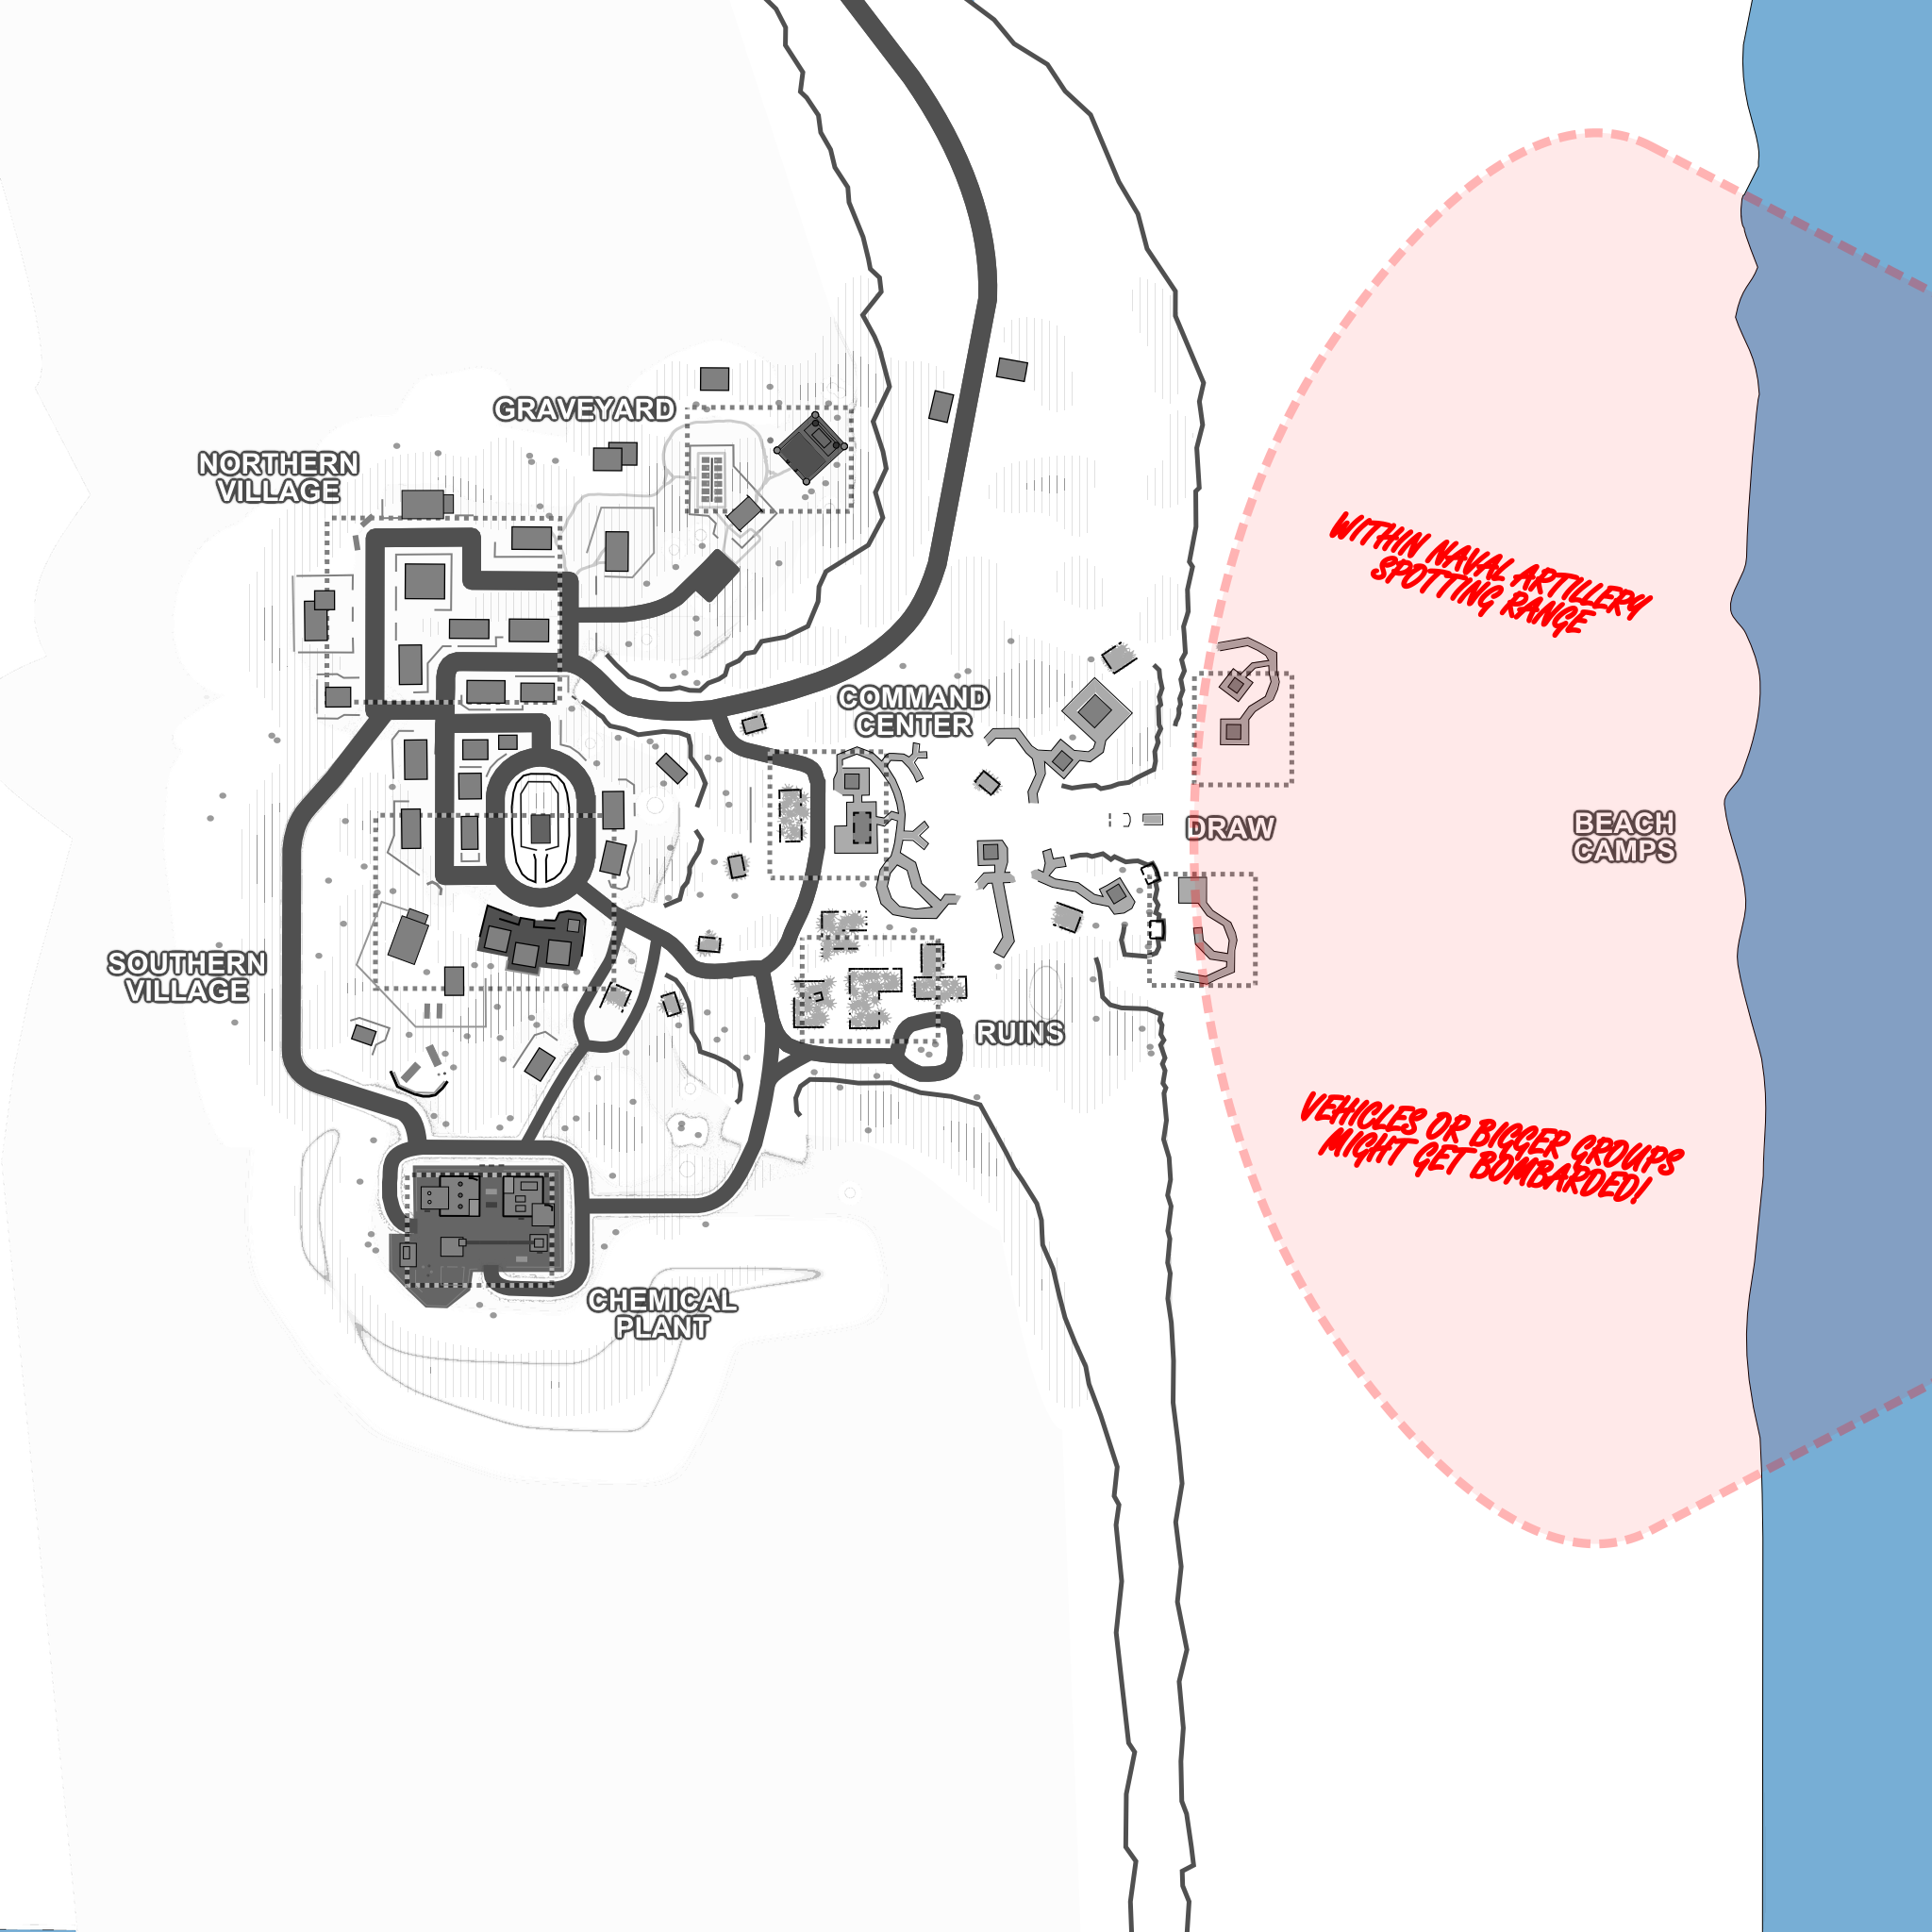 GRAVEYARD
NORTHERN
VILLAGE
WITHIN NAVAL ARTILLERY
SPOTTING RANGE
COMMAND
CENTER
DRAW
BEACH
CAMPS
SOUTHERN
VILLAGE
RUINS
VEHICLES OR BIGGER GROUPS
MIGHT GET BOMBARDED!
CHEMICAL
PLANT